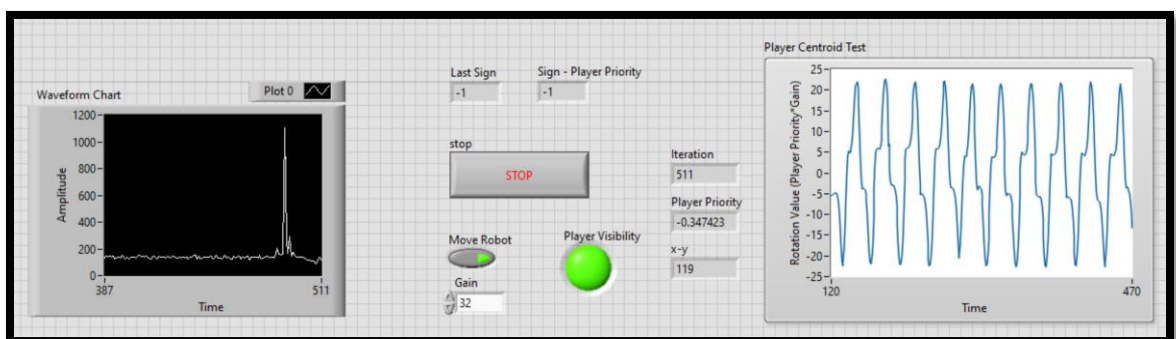 Waveform Chart
Plot 0
Amplitude
1200
1000
800
600
400
200
0
387
511
Time
Last Sign
-1
Sign - Player Priority
-1
stop
STOP
Move Robot
Gain
32
Player Visibility
Iteration
511
Player Priority
-0.347423
x-y
119
Player Centroid Test
Rotation Value (Player Priority*Gain)
25
20
15
10
5
0
-5
-10
-15
-20
-25
120
470
Time